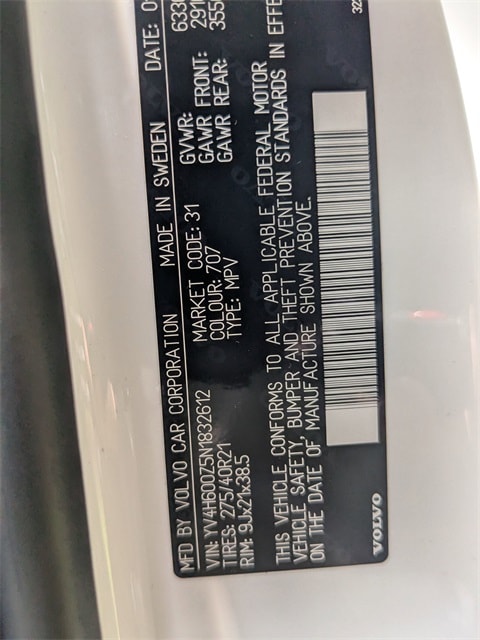 MFD BY VOLVO CAR CORPORATION MADE IN SWEDEN DATE: 0
VIN: YV4H600Z5N1832612 MARKET CODE: 31 GVWR:
TIRES: 275/40R21 COLOUR: 707 GAWR FRONT: 291
RIM: 9Jx21x38.5 TYPE: MPV GAWR REAR: 355
THIS VEHICLE CONFORMS TO ALL APPLICABLE FEDERAL MOTOR
VEHICLE SAFETY, BUMPER AND THEFT PREVENTION STANDARDS IN EFFE
ON THE DATE OF MANUFACTURE SHOWN ABOVE.
VOLVO